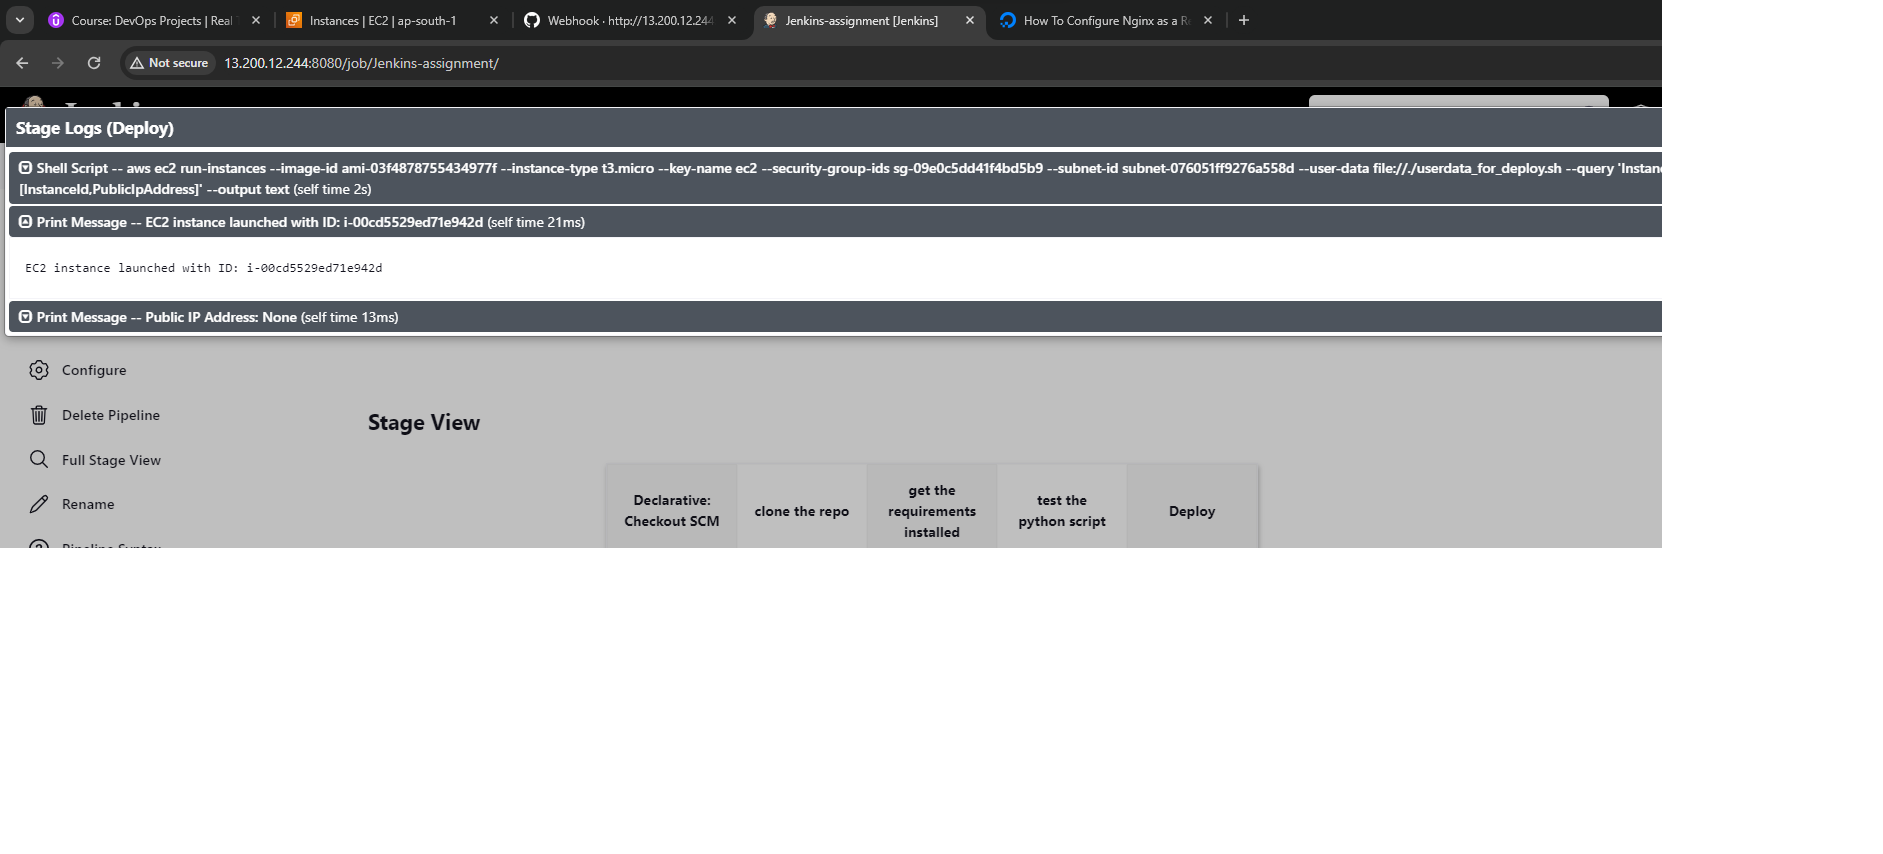 Course: DevOps Projects | Real
Instances | EC2 | ap-south-1
Webhook · http://13.200.12.244
Jenkins-assignment [Jenkins]
How To Configure Nginx as a Re
Not secure
13.200.12.244:8080/job/Jenkins-assignment/
Stage Logs (Deploy)
Shell Script -- aws ec2 run-instances --image-id ami-03f4878755434977f --instance-type t3.micro --key-name ec2 --security-group-ids sg-09e0c5dd41f4bd5b9 --subnet-id subnet-076051ff9276a558d --user-data file://./userdata_for_deploy.sh --query 'Instanc
[InstanceId,PublicIpAddress]' --output text (self time 2s)
Print Message -- EC2 instance launched with ID: i-00cd5529ed71e942d (self time 21ms)
EC2 instance launched with ID: i-00cd5529ed71e942d
Print Message -- Public IP Address: None (self time 13ms)
Configure
Delete Pipeline
Full Stage View
Rename
Pipeline Syntax
Stage View
Declarative:
Checkout SCM
clone the repo
get the
requirements
installed
test the
python script
Deploy